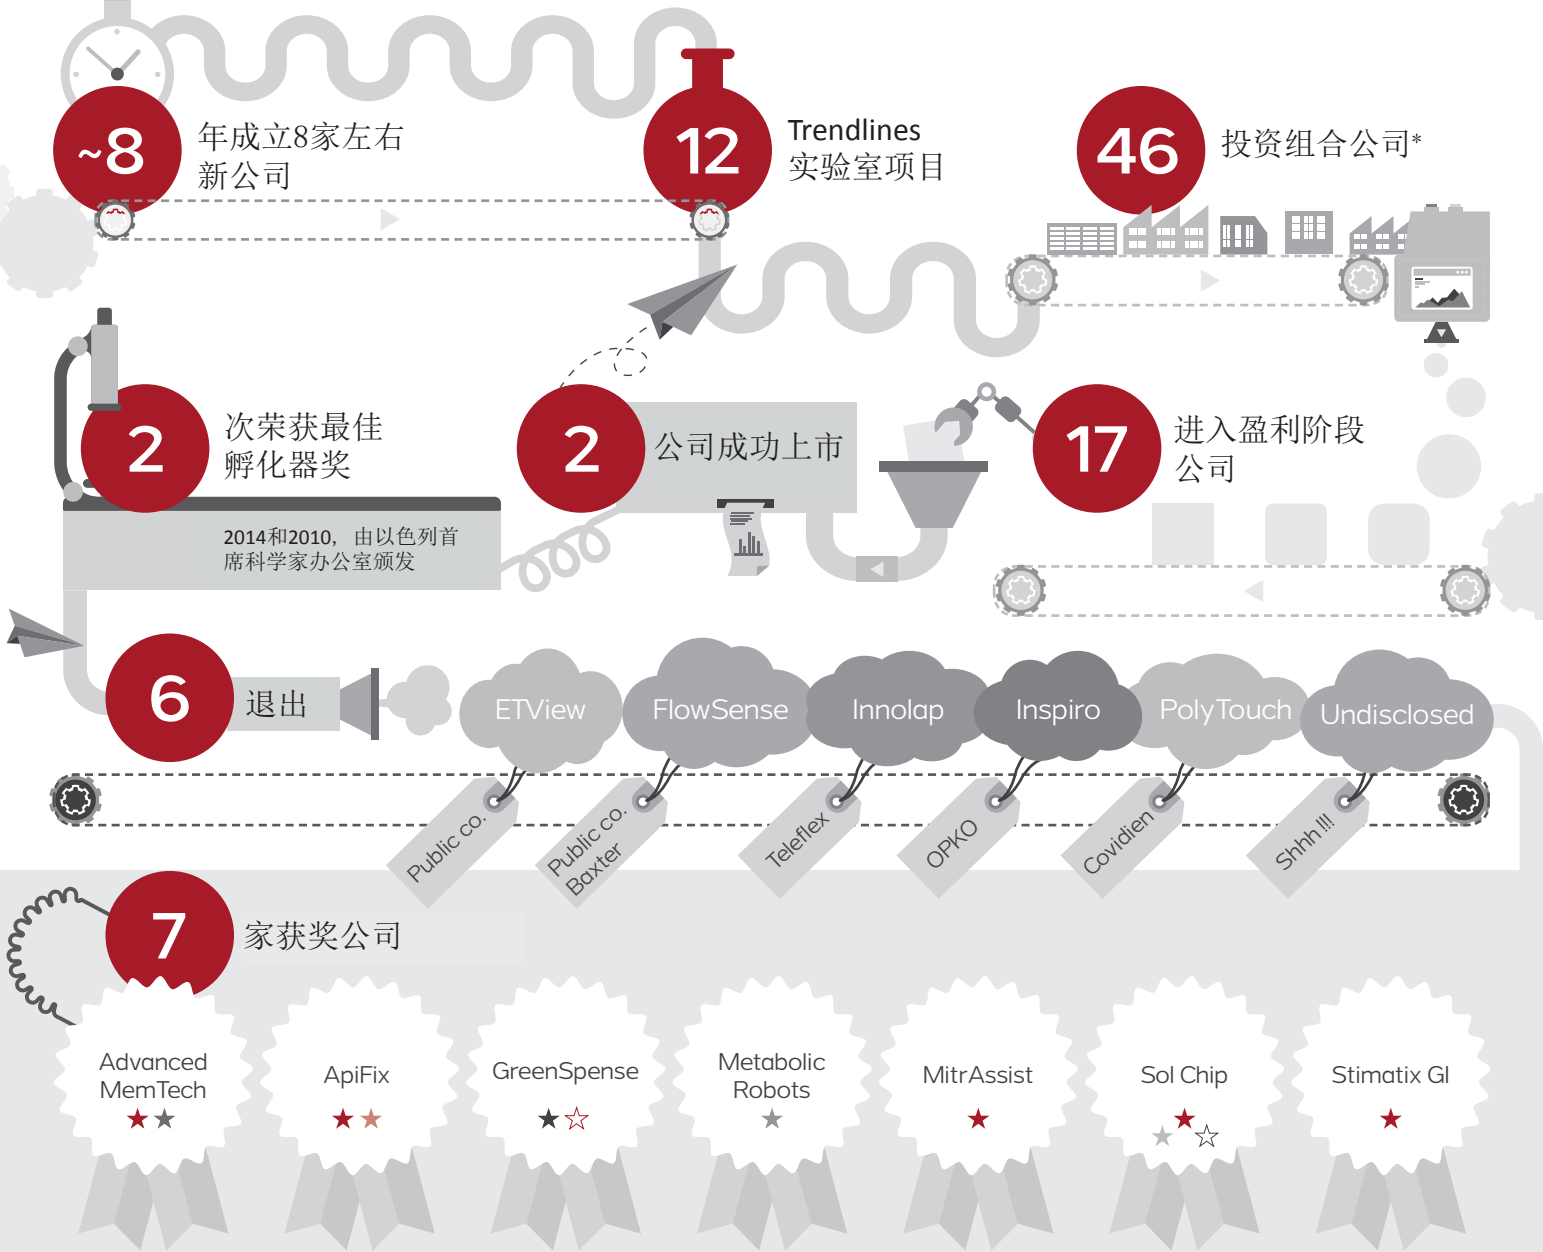 ~8
年成立8家左右
新公司
12
Trendlines
实验室项目
46
投资组合公司*
2
次荣获最佳
孵化器奖
2014和2010，由以色列首
席科学家办公室颁发
2
公司成功上市
17
进入盈利阶段
公司
6
退出
ETView
FlowSense
Innolap
Inspiro
PolyTouch
Undisclosed
Public co.
Public co.
Baxter
Teleflex
OPKO
Covidien
Shhh !!!
7
家获奖公司
Advanced
MemTech
ApiFix
GreenSpense
Metabolic
Robots
MitrAssist
Sol Chip
Stimatix GI